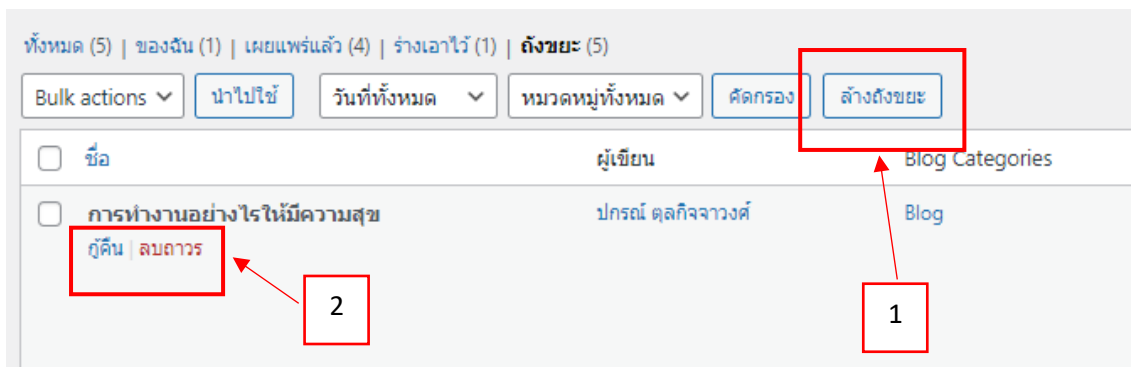 ทั้งหมด (5) | ของฉัน (1) | เผยแพร่แล้ว (4) | ร่างเอาไว้ (1) | ถังขยะ (5)
Bulk actions นำไปใช้ วันที่ทั้งหมด หมวดหมู่ทั้งหมด คัดกรอง ล้างถังขยะ
ชื่อ ผู้เขียน Blog Categories
การทำงานอย่างไรให้มีความสุข ปกรณ์ ตุลกิจจาวงศ์ Blog
กู้คืน | ลบถาวร
2
1